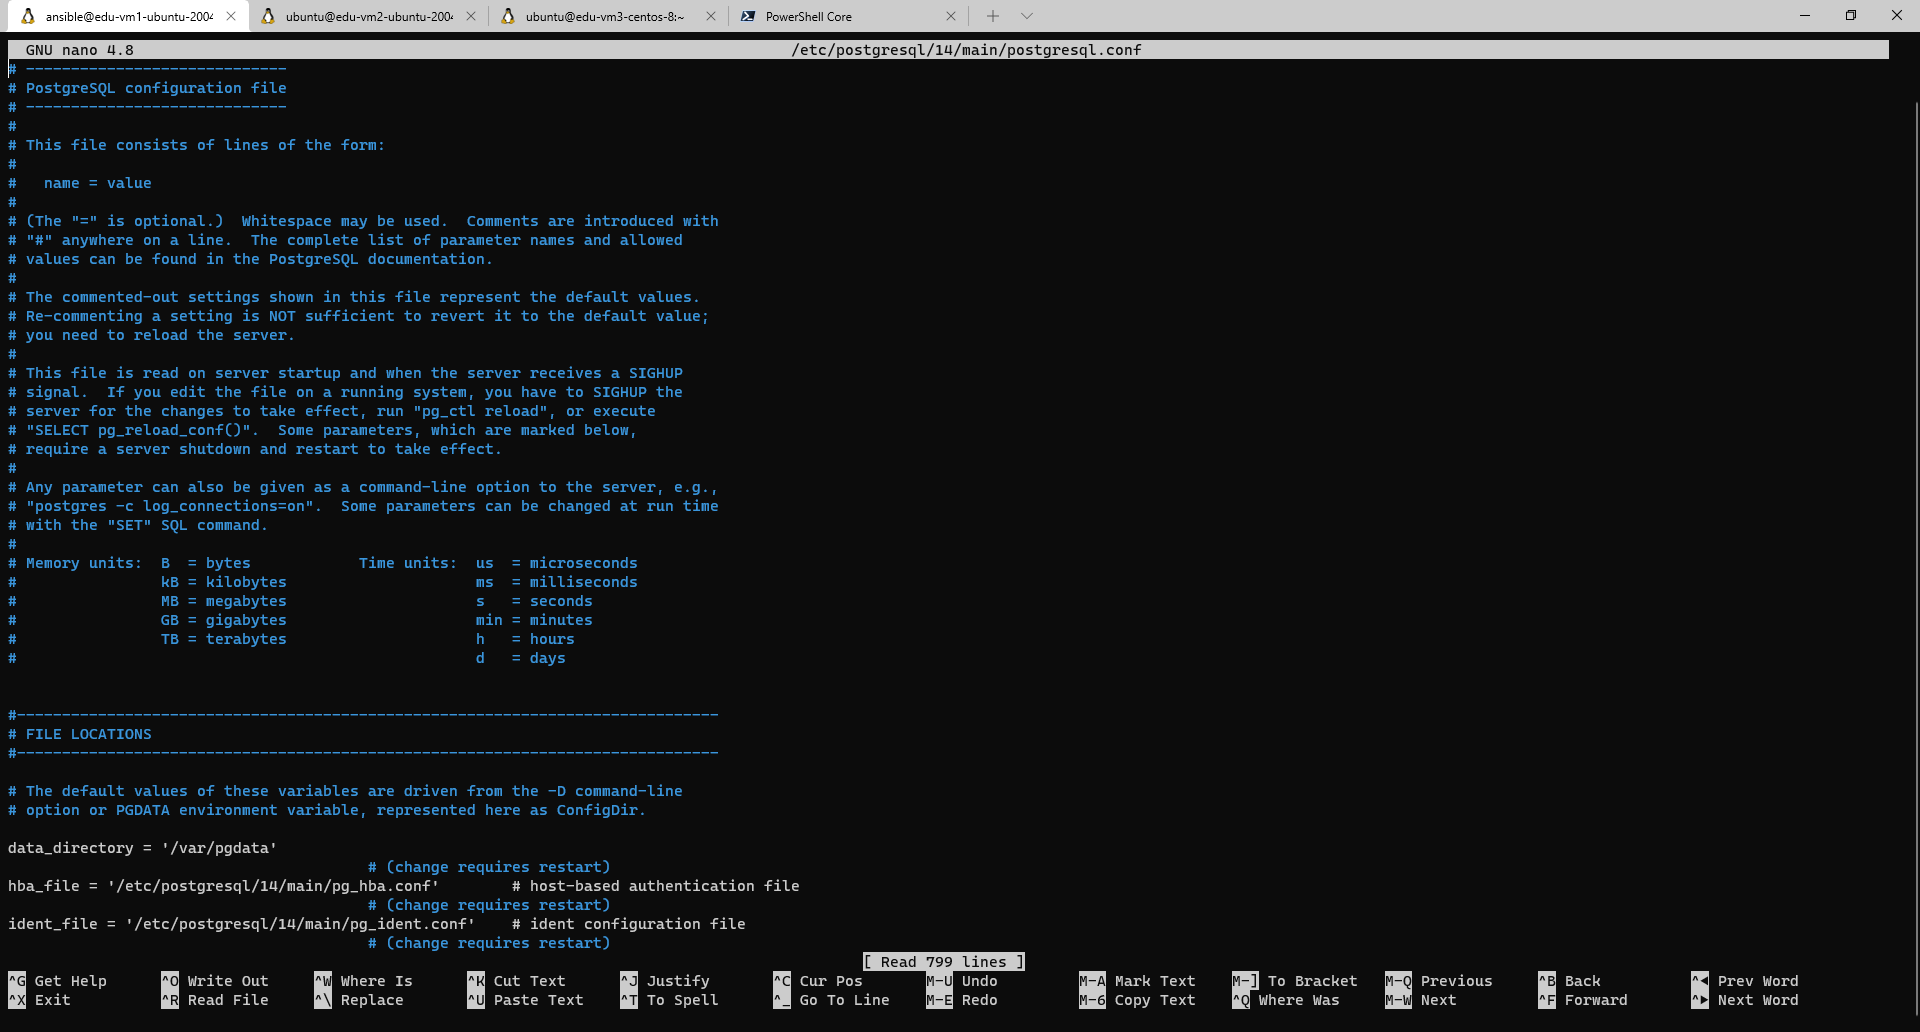 ansible@edu-vm1-ubuntu-2004
ubuntu@edu-vm2-ubuntu-2004
ubuntu@edu-vm3-centos-8:~
PowerShell Core
GNU nano 4.8                                                                         /etc/postgresql/14/main/postgresql.conf
# -----------------------------
# PostgreSQL configuration file
# -----------------------------
#
# This file consists of lines of the form:
#
#   name = value
#
# (The "=" is optional.)  Whitespace may be used.  Comments are introduced with
# "#" anywhere on a line.  The complete list of parameter names and allowed
# values can be found in the PostgreSQL documentation.
#
# The commented-out settings shown in this file represent the default values.
# Re-commenting a setting is NOT sufficient to revert it to the default value;
# you need to reload the server.
#
# This file is read on server startup and when the server receives a SIGHUP
# signal.  If you edit the file on a running system, you have to SIGHUP the
# server for the changes to take effect, run "pg_ctl reload", or execute
# "SELECT pg_reload_conf()".  Some parameters, which are marked below,
# require a server shutdown and restart to take effect.
#
# Any parameter can also be given as a command-line option to the server, e.g.,
# "postgres -c log_connections=on".  Some parameters can be changed at run time
# with the "SET" SQL command.
#
# Memory units:  B  = bytes            Time units:  us  = microseconds
#                kB = kilobytes                     ms  = milliseconds
#                MB = megabytes                     s   = seconds
#                GB = gigabytes                     min = minutes
#                TB = terabytes                     h   = hours
#                                                   d   = days
#------------------------------------------------------------------------------
# FILE LOCATIONS
#------------------------------------------------------------------------------
# The default values of these variables are driven from the -D command-line
# option or PGDATA environment variable, represented here as ConfigDir.
data_directory = '/var/pgdata'
                                        # (change requires restart)
hba_file = '/etc/postgresql/14/main/pg_hba.conf'        # host-based authentication file
                                        # (change requires restart)
ident_file = '/etc/postgresql/14/main/pg_ident.conf'    # ident configuration file
                                        # (change requires restart)
[ Read 799 lines ]
^G Get Help      ^O Write Out     ^W Where Is      ^K Cut Text      ^J Justify       ^C Cur Pos       M-U Undo         M-A Mark Text    M-] To Bracket   M-Q Previous     ^B Back          ^◀ Prev Word
^X Exit          ^R Read File     ^\ Replace       ^U Paste Text    ^T To Spell      ^_ Go To Line    M-E Redo         M-6 Copy Text    ^Q Where Was     M-W Next         ^F Forward       ^▶ Next Word